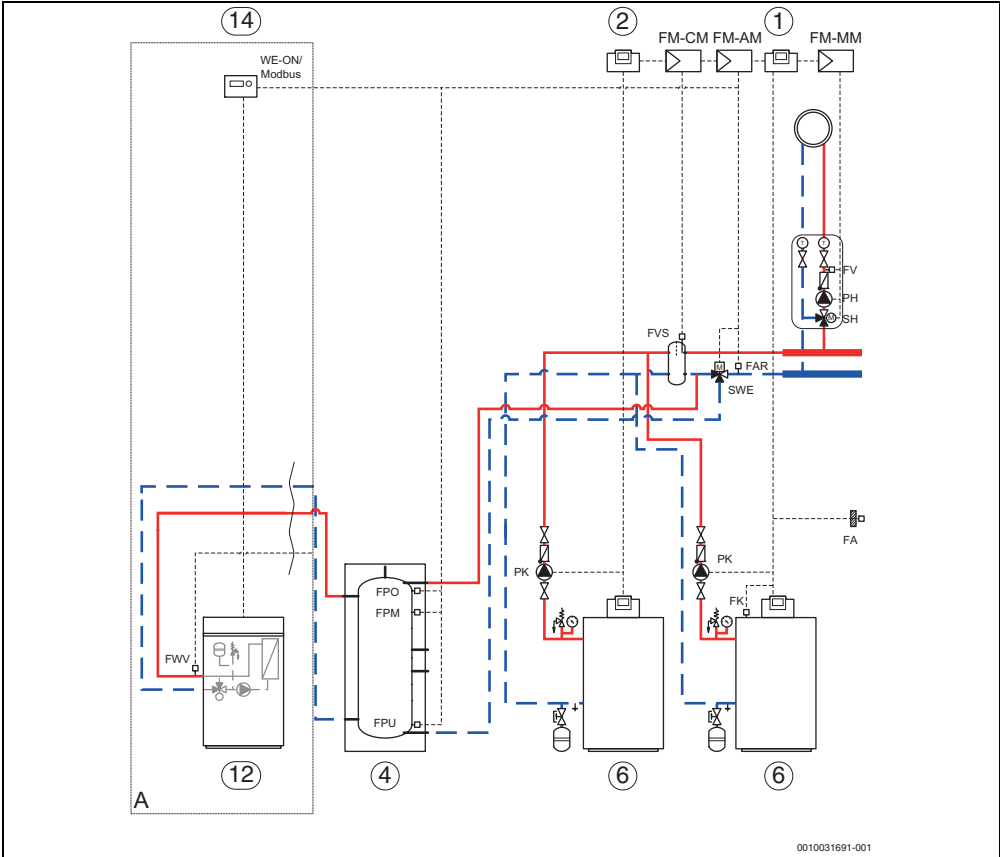 14
2
1
FM-CM
FM-AM
FM-MM
WE-ON/
Modbus
T
T
FV
PH
M
SH
FVS
M
FAR
SWE
FA
PK
PK
FPO
FPM
FK
FWV
FPU
12
4
6
6
A
0010031691-001